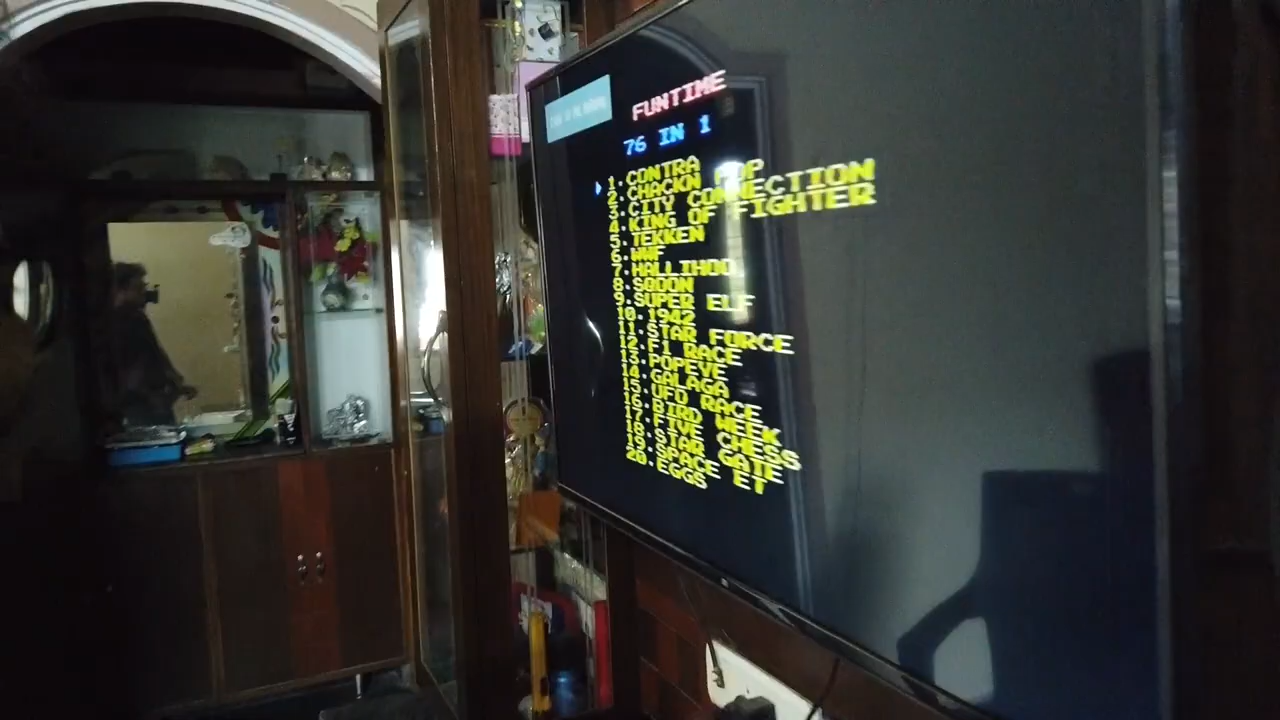 FUNTIME
76 IN 1
1.CONTRA
2.CHACKN POP
3.CITY CONNECTION
4.KING OF FIGHTER
5.TEKKEN
6.WWF
7.HALLIHOO
8.SQOON
9.SUPER ELF
10.1942
11.STAR FORCE
12.F1 RACE
13.POPEYE
14.GALAGA
15.UFO RACE
16.BIRD WEEK
17.FIVE CHESS
18.STAR GATE
19.SPACE ET
20.EGGS